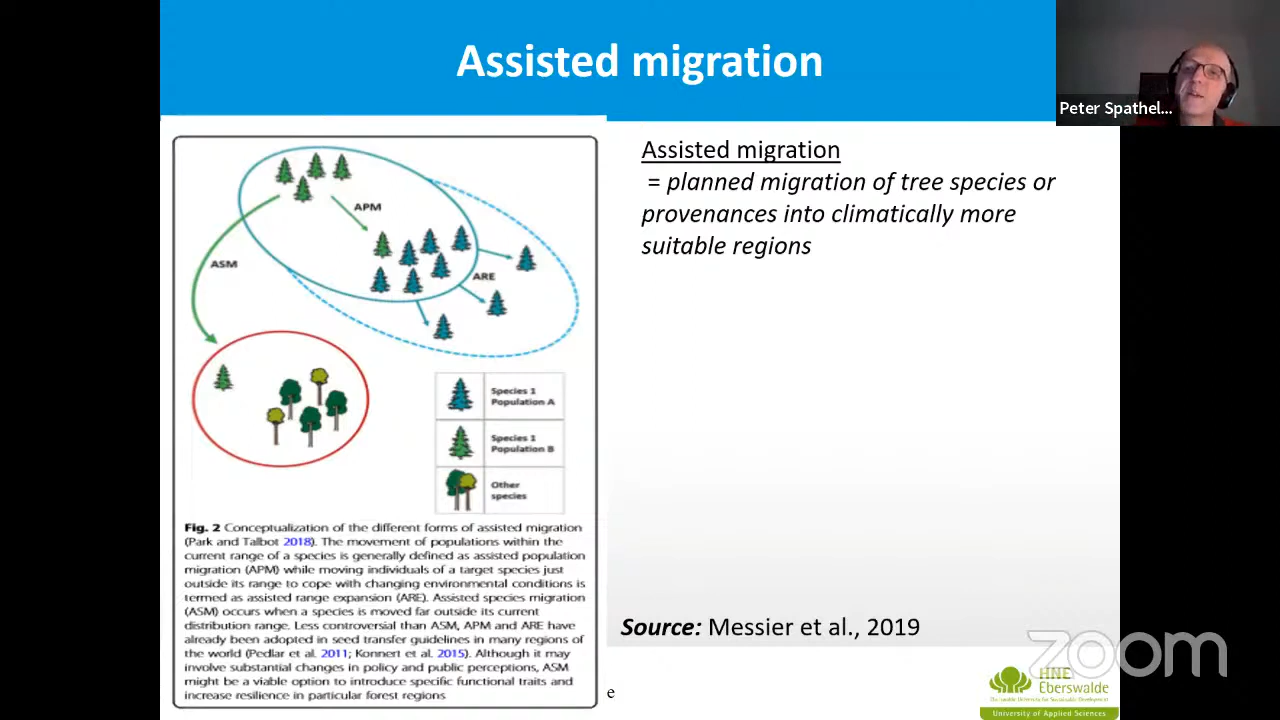 Assisted migration
Peter Spathel...
Assisted migration
= planned migration of tree species or
provenances into climatically more
suitable regions
APM
ASM
ARE
Species 1
Population A
Species 1
Population B
Other
species
Fig. 2 Conceptualization of the different forms of assisted migration
(Park and Talbot 2018). The movement of populations within the
current range of a species is generally defined as assisted population
migration (APM) while moving individuals of a target species just
outside its range to cope with changing environmental conditions is
termed as assisted range expansion (ARE). Assisted species migration
(ASM) occurs when a species is moved far outside its current
distribution range. Less controversial than ASM, APM and ARE have
already been adopted in seed transfer guidelines in many regions of
the world (Pedlar et al. 2011; Konnert et al. 2015). Although it may
involve substantial changes in policy and public perceptions, ASM
might be a viable option to introduce specific functional traits and
increase resilience in particular forest regions
Source: Messier et al., 2019
zoom
e
HNE
Eberswalde
University of Applied Sciences